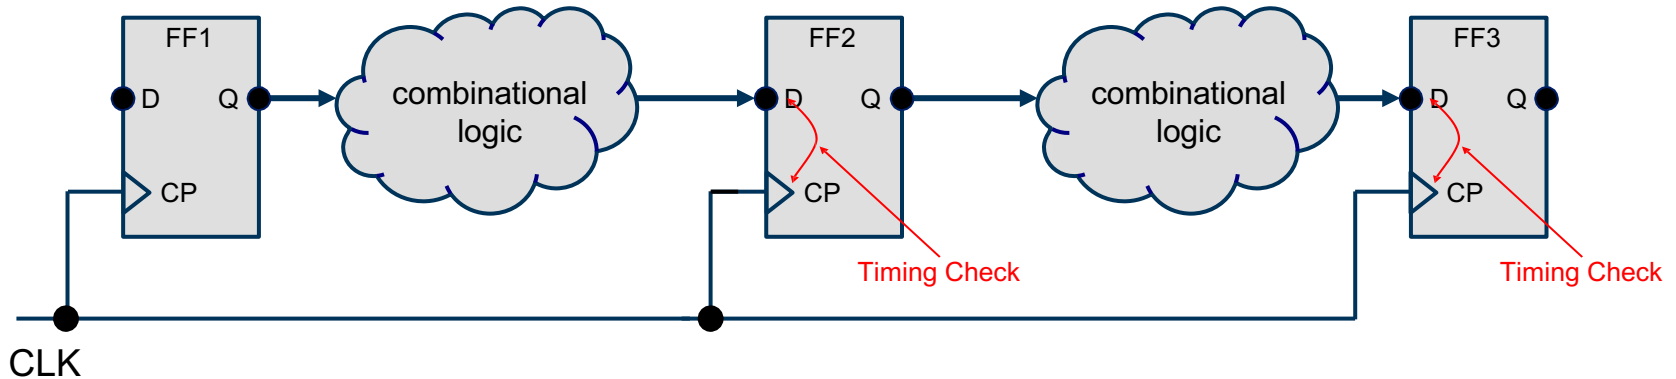 FF1
D
Q
CP
combinational
logic
FF2
D
Q
CP
Timing Check
combinational
logic
FF3
D
Q
CP
Timing Check
CLK